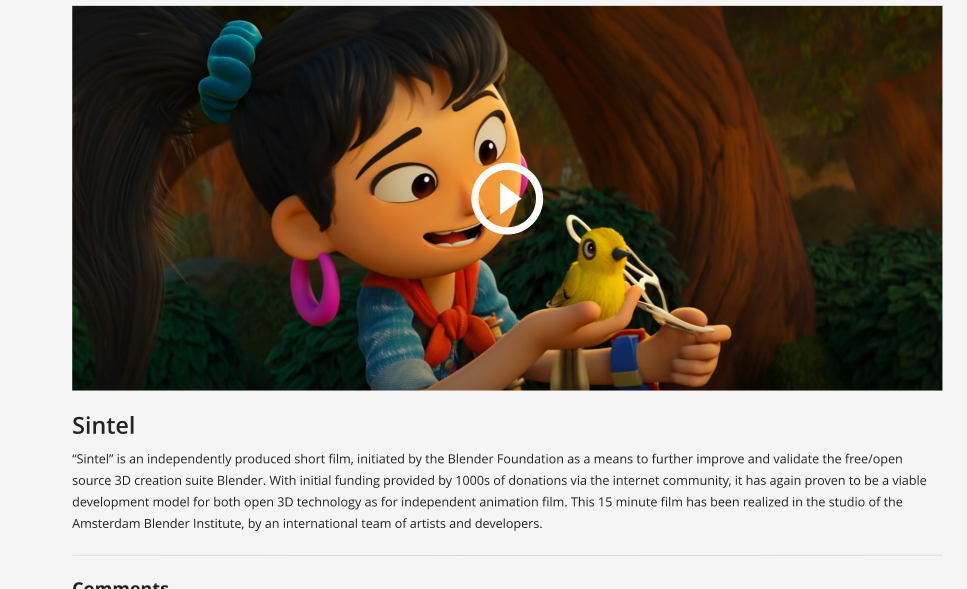 Sintel
“Sintel” is an independently produced short film, initiated by the Blender Foundation as a means to further improve and validate the free/open
source 3D creation suite Blender. With initial funding provided by 1000s of donations via the internet community, it has again proven to be a viable
development model for both open 3D technology as for independent animation film. This 15 minute film has been realized in the studio of the
Amsterdam Blender Institute, by an international team of artists and developers.
Comments